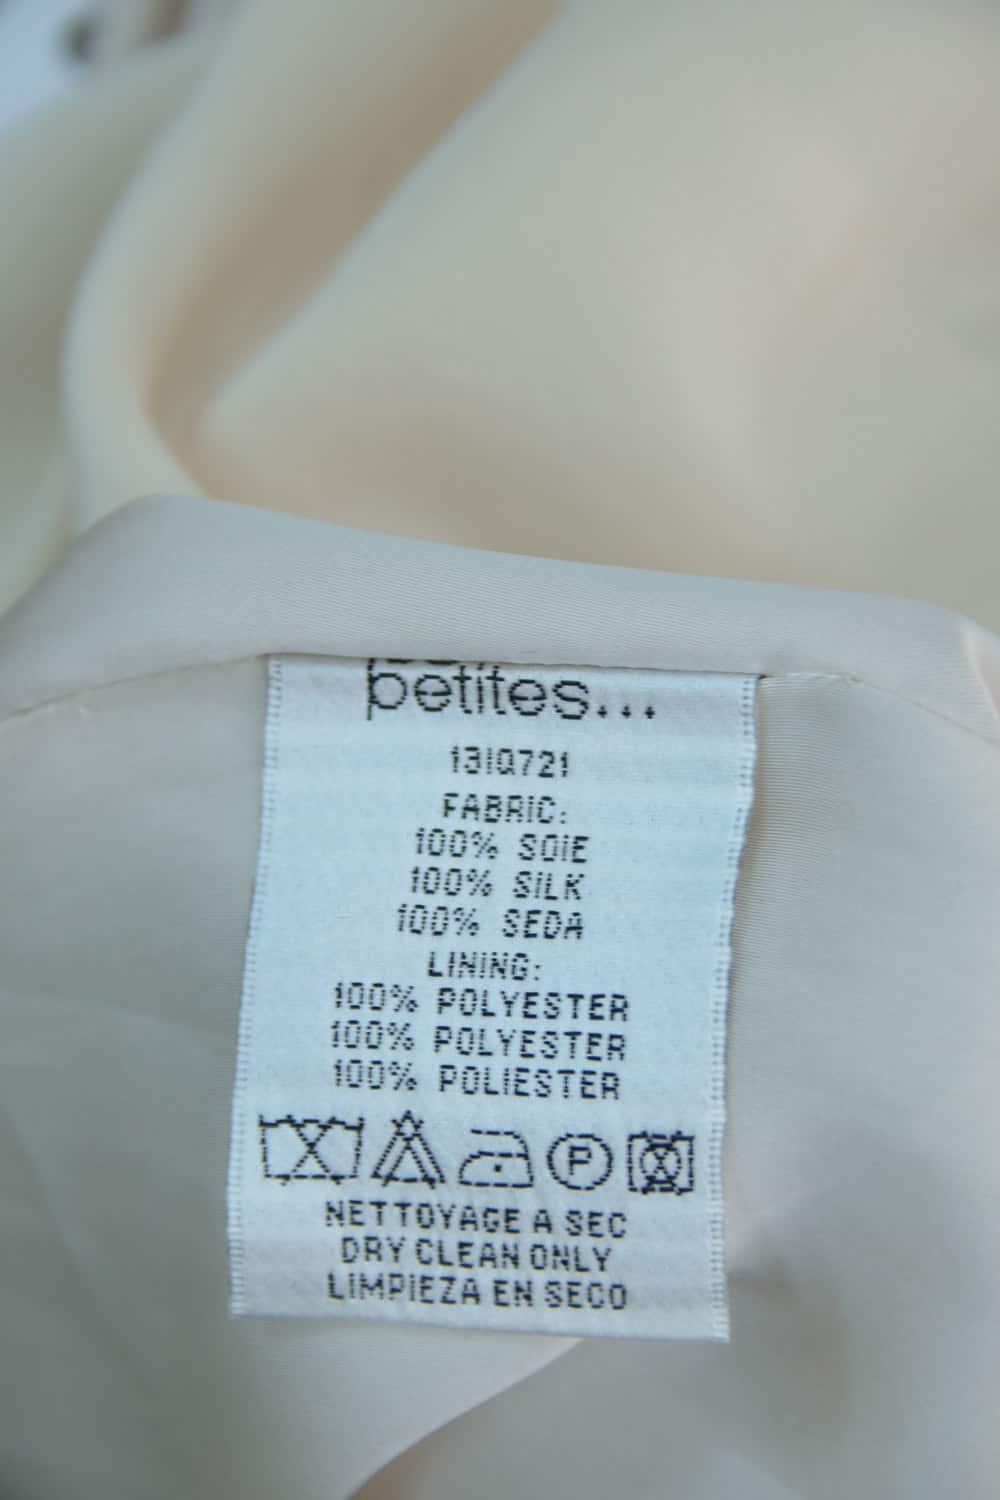 petites...
13IQ721
FABRIC:
100% SOIE
100% SILK
100% SEDA
LINING:
100% POLYESTER
100% POLYESTER
100% POLIESTER
P
NETTOYAGE A SEC
DRY CLEAN ONLY
LIMPIEZA EN SECO